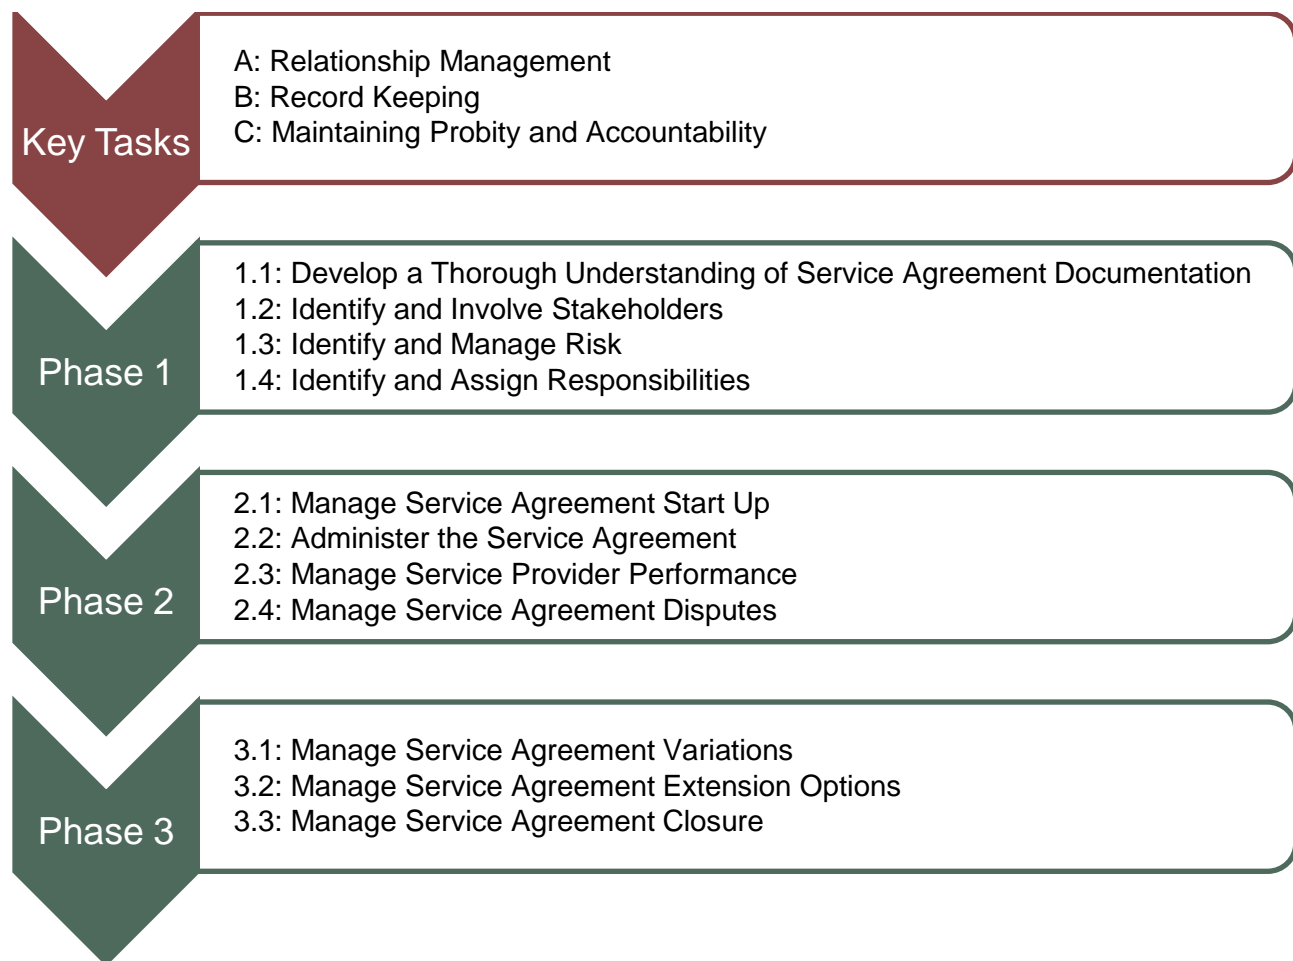 Key Tasks
A: Relationship Management
B: Record Keeping
C: Maintaining Probity and Accountability
Phase 1
1.1: Develop a Thorough Understanding of Service Agreement Documentation
1.2: Identify and Involve Stakeholders
1.3: Identify and Manage Risk
1.4: Identify and Assign Responsibilities
Phase 2
2.1: Manage Service Agreement Start Up
2.2: Administer the Service Agreement
2.3: Manage Service Provider Performance
2.4: Manage Service Agreement Disputes
Phase 3
3.1: Manage Service Agreement Variations
3.2: Manage Service Agreement Extension Options
3.3: Manage Service Agreement Closure